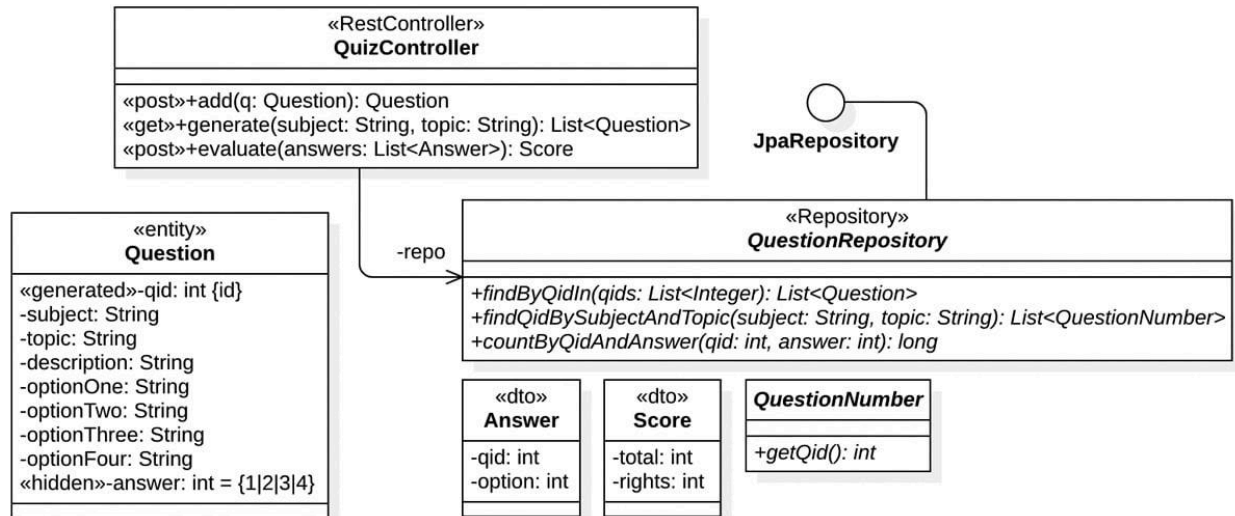 «RestController»
QuizController
«post»+add(q: Question): Question
«get»+generate(subject: String, topic: String): List<Question>
«post»+evaluate(answers: List<Answer>): Score
JpaRepository
-repo
«Repository»
QuestionRepository
+findByQidIn(qids: List<Integer): List<Question>
+findQidBySubjectAndTopic(subject: String, topic: String): List<QuestionNumber>
+countByQidAndAnswer(qid: int, answer: int): long
«entity»
Question
«generated»-qid: int {id}
-subject: String
-topic: String
-description: String
-optionOne: String
-optionTwo: String
-optionThree: String
-optionFour: String
«hidden»-answer: int = {1|2|3|4}
«dto»
Answer
-qid: int
-option: int
«dto»
Score
-total: int
-rights: int
QuestionNumber
+getQid(): int